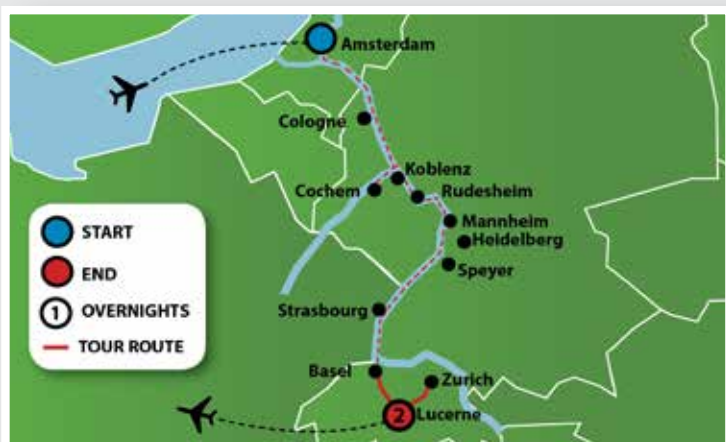 Amsterdam
Cologne
Koblenz
Cochem
Rudesheim
Mannheim
Heidelberg
Speyer
Strasbourg
Basel
Zurich
2 Lucerne
START
END
1 OVERNIGHTS
TOUR ROUTE